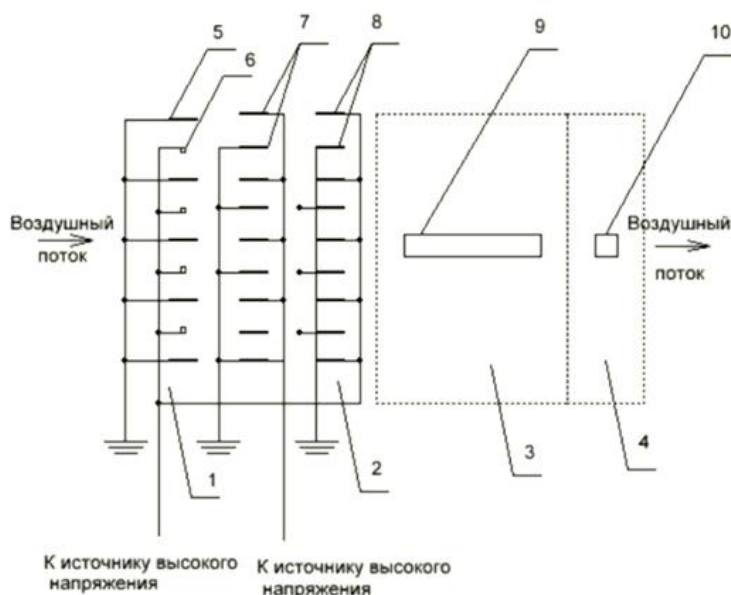 5
6
7
8
9
10
Воздушный
поток
Воздушный
поток
1
2
3
4
К источнику высокого
напряжения
К источнику высокого
напряжения